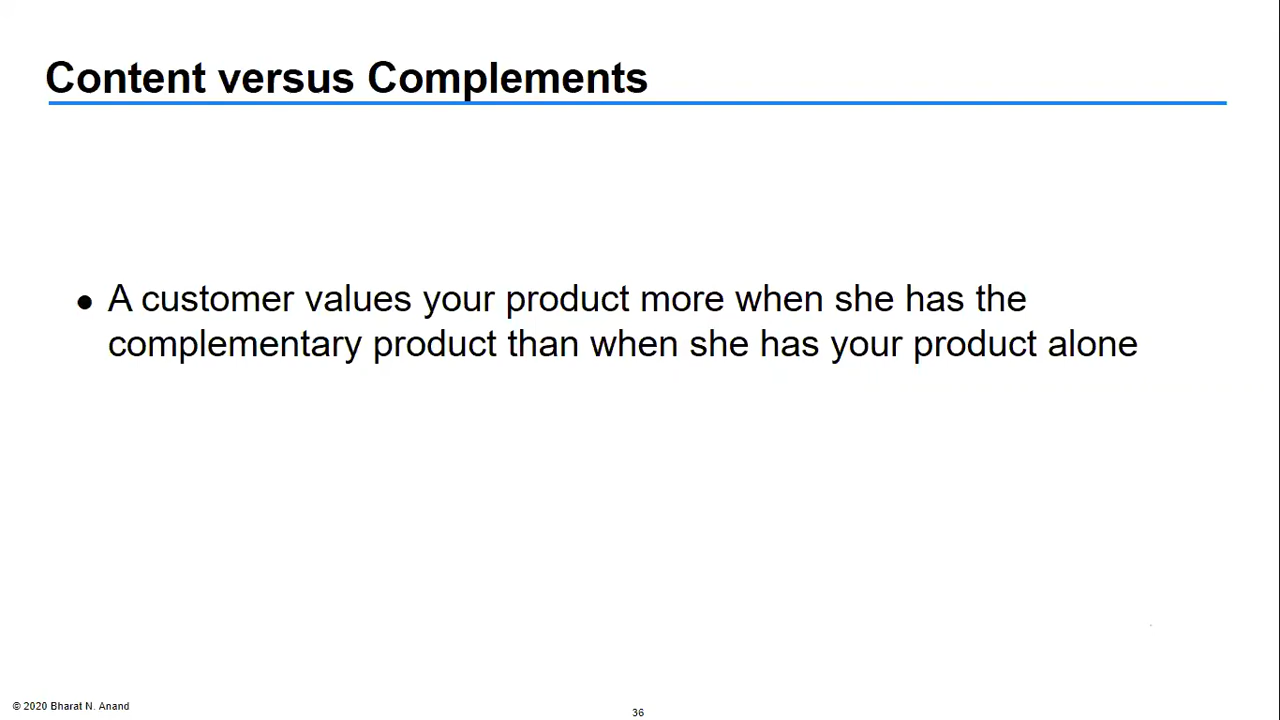 Content versus Complements
● A customer values your product more when she has the
complementary product than when she has your product alone
© 2020 Bharat N. Anand
36